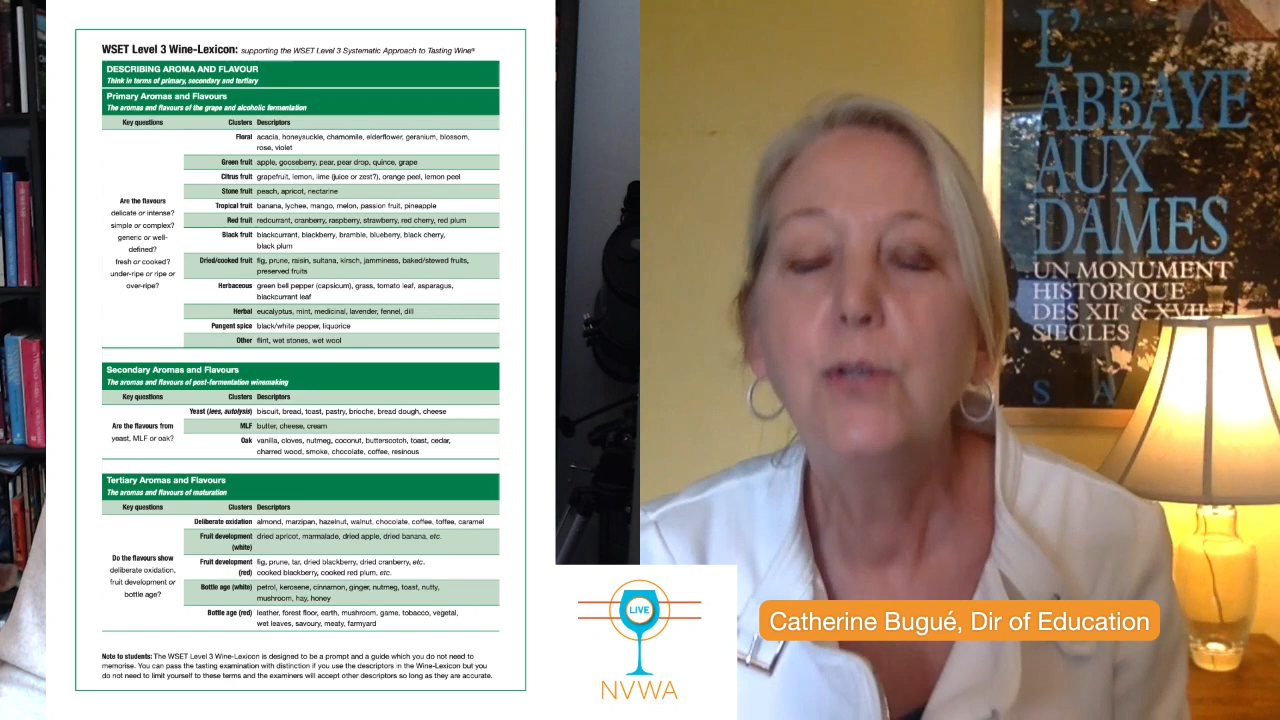 WSET Level 3 Wine-Lexicon: supporting the WSET Level 3 Systematic Approach to Tasting Wine®
DESCRIBING AROMA AND FLAVOUR
Think in terms of primary, secondary and tertiary
Primary Aromas and Flavours
The aromas and flavours of the grape and alcoholic fermentation
Key questions Clusters Descriptors
Are the flavours
delicate or intense?
simple or complex?
generic or well-
defined?
fresh or cooked?
under-ripe or ripe or
over-ripe?
Floral acacia, honeysuckle, chamomile, elderflower, geranium, blossom,
rose, violet
Green fruit apple, gooseberry, pear, pear drop, quince, grape
Citrus fruit grapefruit, lemon, lime (juice or zest?), orange peel, lemon peel
Stone fruit peach, apricot, nectarine
Tropical fruit banana, lychee, mango, melon, passion fruit, pineapple
Red fruit redcurrant, cranberry, raspberry, strawberry, red cherry, red plum
Black fruit blackcurrant, blackberry, bramble, blueberry, black cherry,
black plum
Dried/cooked fruit fig, prune, raisin, sultana, kirsch, jamminess, baked/stewed fruits,
preserved fruits
Herbaceous green bell pepper (capsicum), grass, tomato leaf, asparagus,
blackcurrant leaf
Herbal eucalyptus, mint, medicinal, lavender, fennel, dill
Pungent spice black/white pepper, liquorice
Other flint, wet stones, wet wool
Secondary Aromas and Flavours
The aromas and flavours of post-fermentation winemaking
Key questions Clusters Descriptors
Are the flavours from
yeast, MLF or oak?
Yeast (lees, autolysis) biscuit, bread, toast, pastry, brioche, bread dough, cheese
MLF butter, cheese, cream
Oak vanilla, cloves, nutmeg, coconut, butterscotch, toast, cedar,
charred wood, smoke, chocolate, coffee, resinous
Tertiary Aromas and Flavours
The aromas and flavours of maturation
Key questions Clusters Descriptors
Do the flavours show
deliberate oxidation,
fruit development or
bottle age?
Deliberate oxidation almond, marzipan, hazelnut, walnut, chocolate, coffee, toffee, caramel
Fruit development dried apricot, marmalade, dried apple, dried banana, etc.
(white)
Fruit development fig, prune, tar, dried blackberry, dried cranberry, etc.
(red) cooked blackberry, cooked red plum, etc.
Bottle age (white) petrol, kerosene, cinnamon, ginger, nutmeg, toast, nutty,
mushroom, hay, honey
Bottle age (red) leather, forest floor, earth, mushroom, game, tobacco, vegetal,
wet leaves, savoury, meaty, farmyard
Note to students: The WSET Level 3 Wine-Lexicon is designed to be a prompt and a guide which you do not need to
memorise. You can pass the tasting examination with distinction if you use the descriptors in the Wine-Lexicon but you
do not need to limit yourself to these terms and the examiners will accept other descriptors so long as they are accurate.
L'
ABBAYE
AUX
DAMES
UN MONUMENT
HISTORIQUE
DES XIIe & XVIIe
SIECLES
S A
LIVE
NVWA
Catherine Bugué, Dir of Education